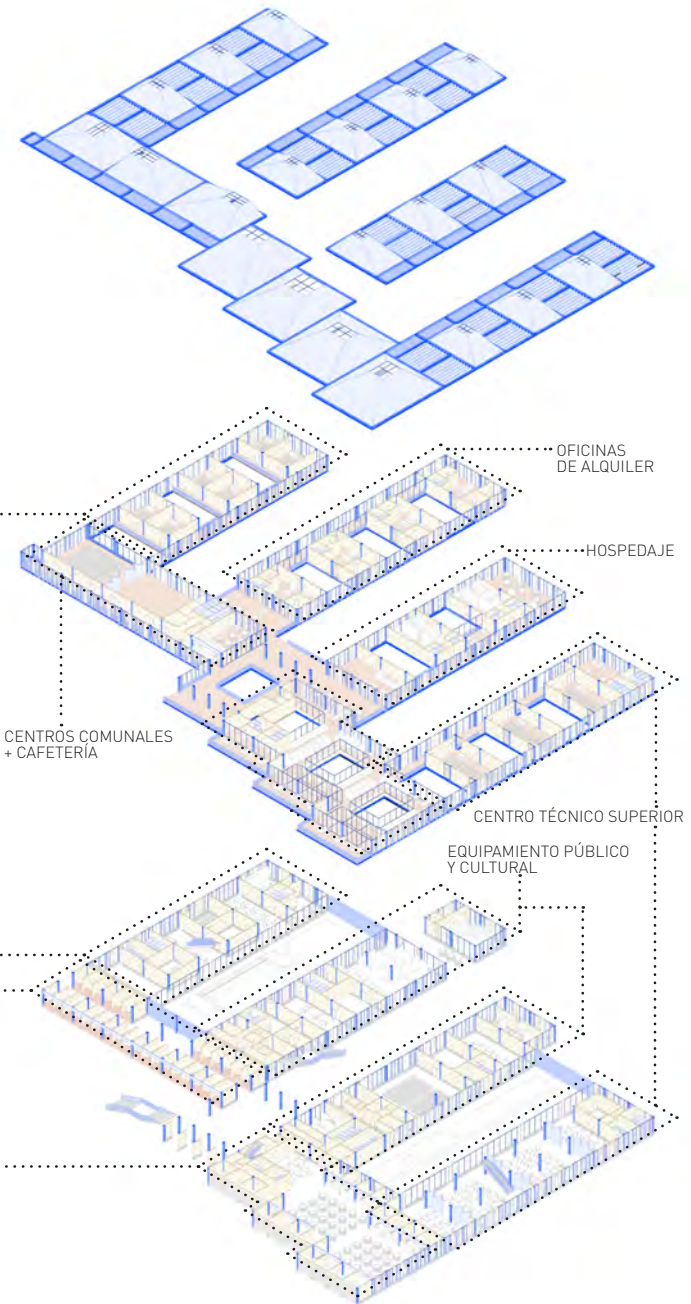 OFICINAS
DE ALQUILER
HOSPEDAJE
CENTROS COMUNALES
+ CAFETERÍA
CENTRO TÉCNICO SUPERIOR
EQUIPAMIENTO PÚBLICO
Y CULTURAL